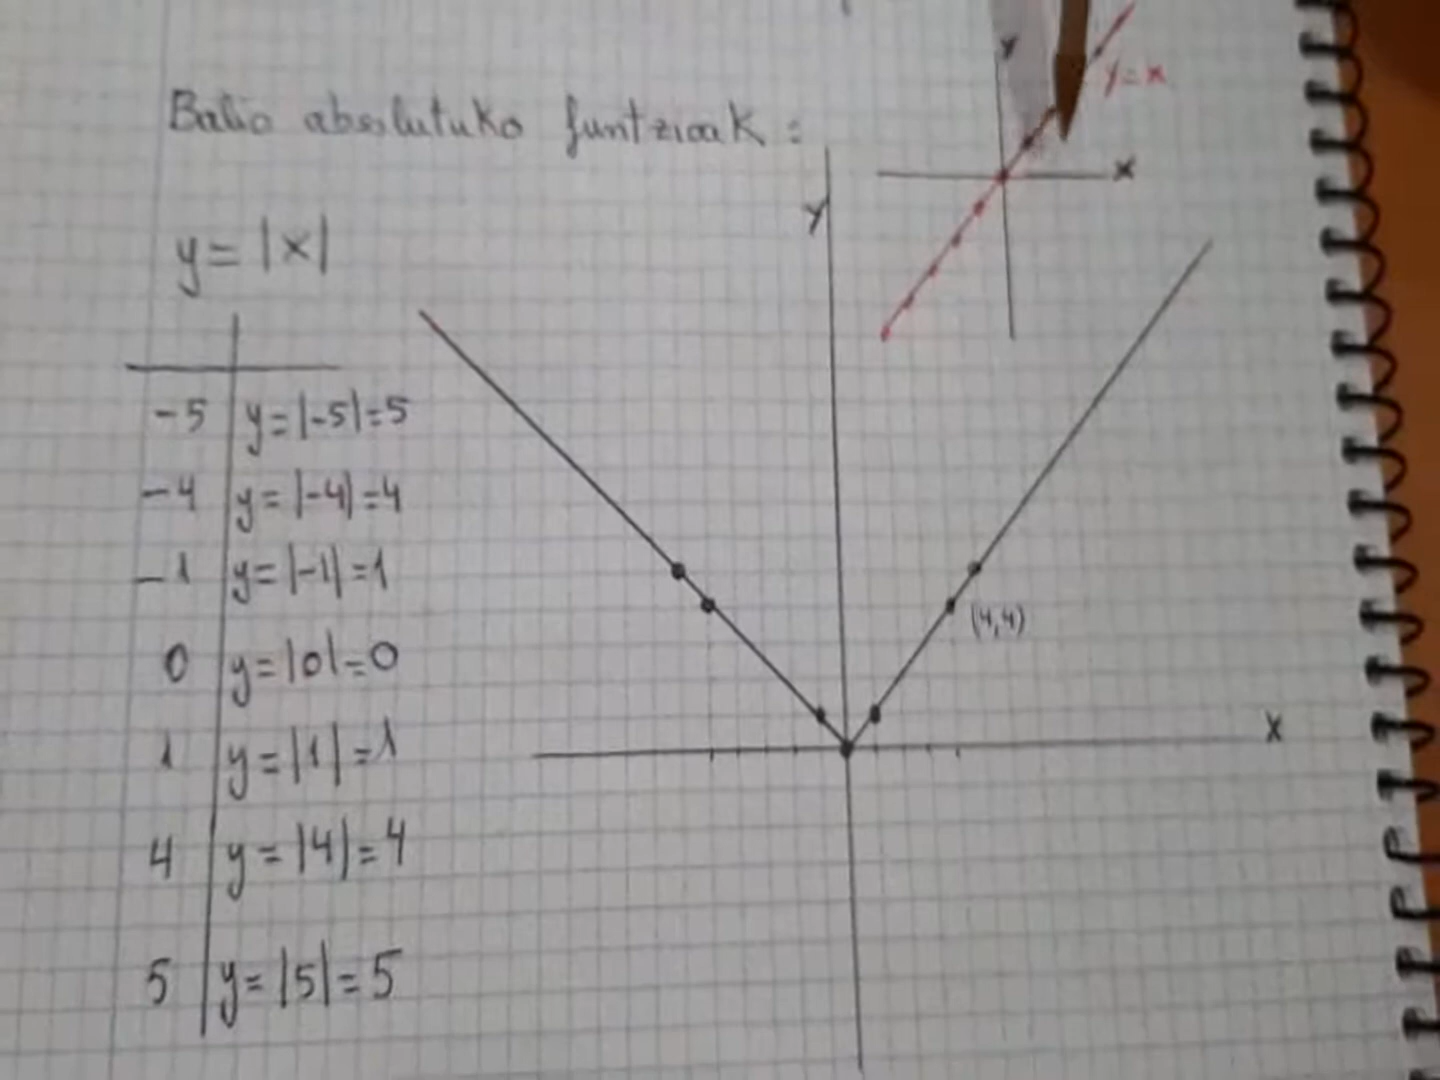 Balio absolutuko funtzioak :
y
x
y=x
y = |x|
y
-5 y=|-5|=5
-4 y=|-4|=4
-1 y=|-1|=1
(4,4)
0 y=|0|=0
x
1 y=|1|=1
4 y=|4|=4
5 y=|5|=5